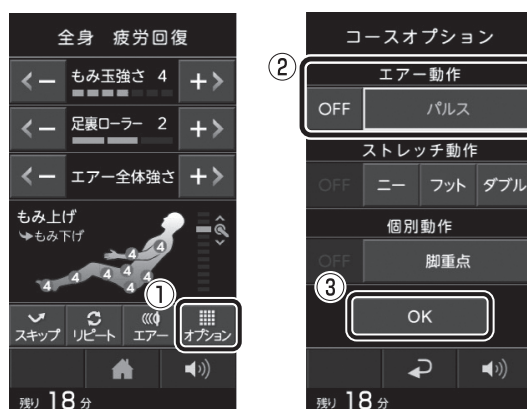 全身 疲労回復
もみ玉強さ 4
足裏ローラー 2
エアー全体強さ
もみ上げ
もみ下げ
4 4 4 4 4 4 4 4
①
スキップ リピート エアー オプション
残り 18 分
コースオプション
②
エアー動作
OFF パルス
ストレッチ動作
OFF ニー フット ダブル
個別動作
OFF 脚重点
③
OK
残り 18 分